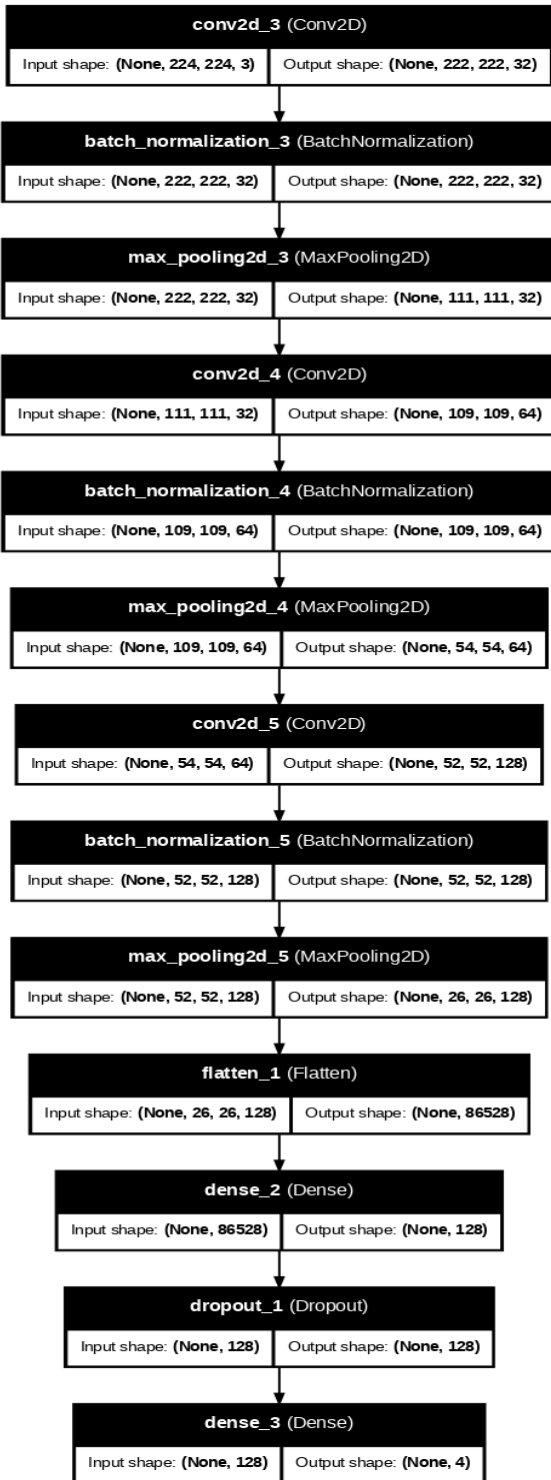 conv2d_3 (Conv2D)
Input shape: (None, 224, 224, 3) Output shape: (None, 222, 222, 32)
batch_normalization_3 (BatchNormalization)
Input shape: (None, 222, 222, 32) Output shape: (None, 222, 222, 32)
max_pooling2d_3 (MaxPooling2D)
Input shape: (None, 222, 222, 32) Output shape: (None, 111, 111, 32)
conv2d_4 (Conv2D)
Input shape: (None, 111, 111, 32) Output shape: (None, 109, 109, 64)
batch_normalization_4 (BatchNormalization)
Input shape: (None, 109, 109, 64) Output shape: (None, 109, 109, 64)
max_pooling2d_4 (MaxPooling2D)
Input shape: (None, 109, 109, 64) Output shape: (None, 54, 54, 64)
conv2d_5 (Conv2D)
Input shape: (None, 54, 54, 64) Output shape: (None, 52, 52, 128)
batch_normalization_5 (BatchNormalization)
Input shape: (None, 52, 52, 128) Output shape: (None, 52, 52, 128)
max_pooling2d_5 (MaxPooling2D)
Input shape: (None, 52, 52, 128) Output shape: (None, 26, 26, 128)
flatten_1 (Flatten)
Input shape: (None, 26, 26, 128) Output shape: (None, 86528)
dense_2 (Dense)
Input shape: (None, 86528) Output shape: (None, 128)
dropout_1 (Dropout)
Input shape: (None, 128) Output shape: (None, 128)
dense_3 (Dense)
Input shape: (None, 128) Output shape: (None, 4)